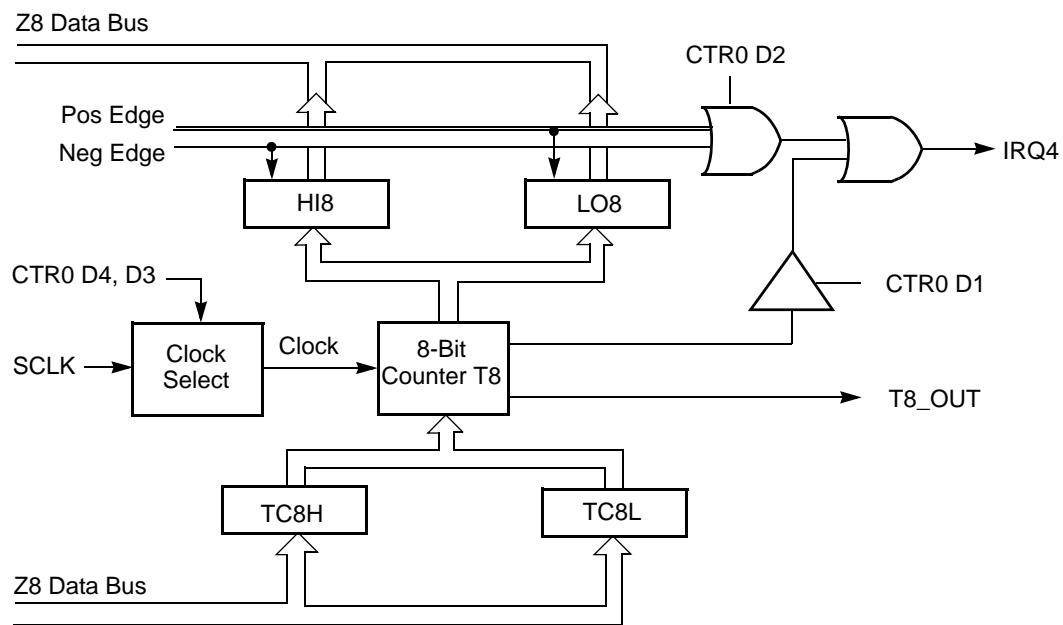 Z8 Data Bus
CTR0 D2
Pos Edge
Neg Edge
IRQ4
HI8
LO8
CTR0 D4, D3
CTR0 D1
SCLK
Clock
Select
Clock
8-Bit
Counter T8
T8_OUT
TC8H
TC8L
Z8 Data Bus